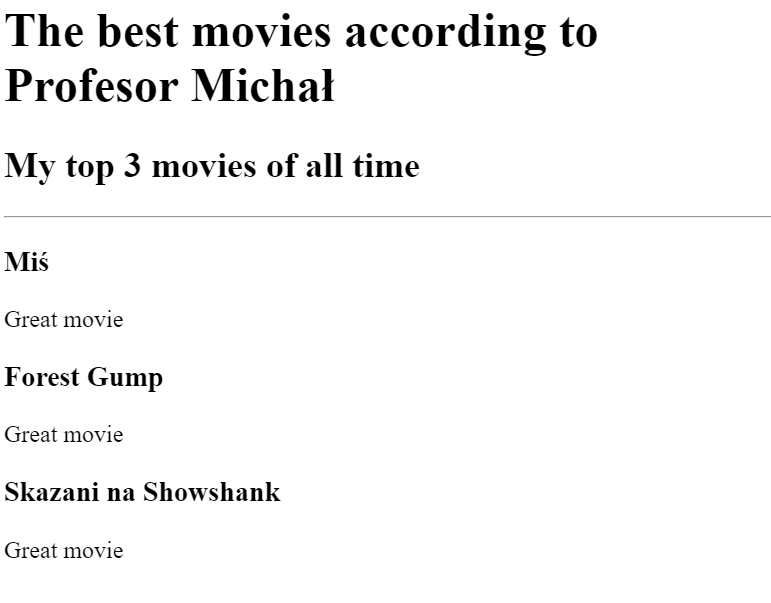 The best movies according to
Profesor Michał
My top 3 movies of all time
Miś
Great movie
Forest Gump
Great movie
Skazani na Showshank
Great movie